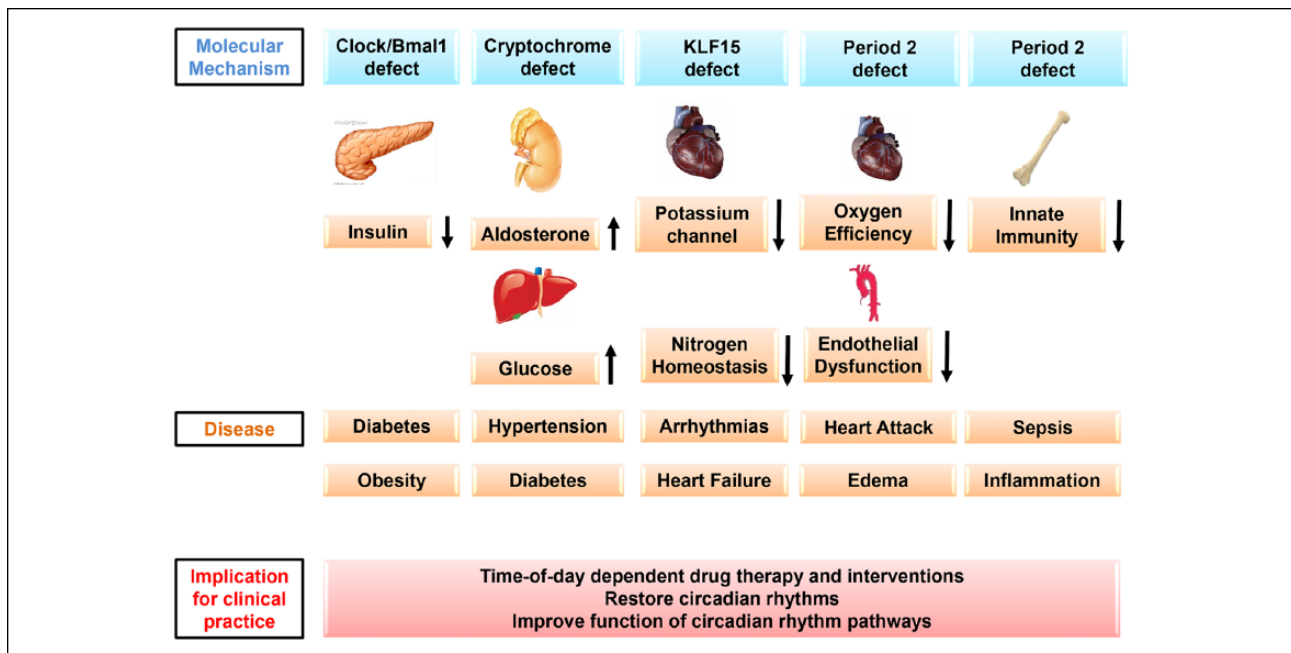 Molecular
Mechanism
Clock/Bmal1
defect
Cryptochrome
defect
KLF15
defect
Period 2
defect
Period 2
defect
Insulin
Aldosterone
Potassium
channel
Oxygen
Efficiency
Innate
Immunity
Glucose
Nitrogen
Homeostasis
Endothelial
Dysfunction
Disease
Diabetes
Hypertension
Arrhythmias
Heart Attack
Sepsis
Obesity
Diabetes
Heart Failure
Edema
Inflammation
Implication
for clinical
practice
Time-of-day dependent drug therapy and interventions
Restore circadian rhythms
Improve function of circadian rhythm pathways